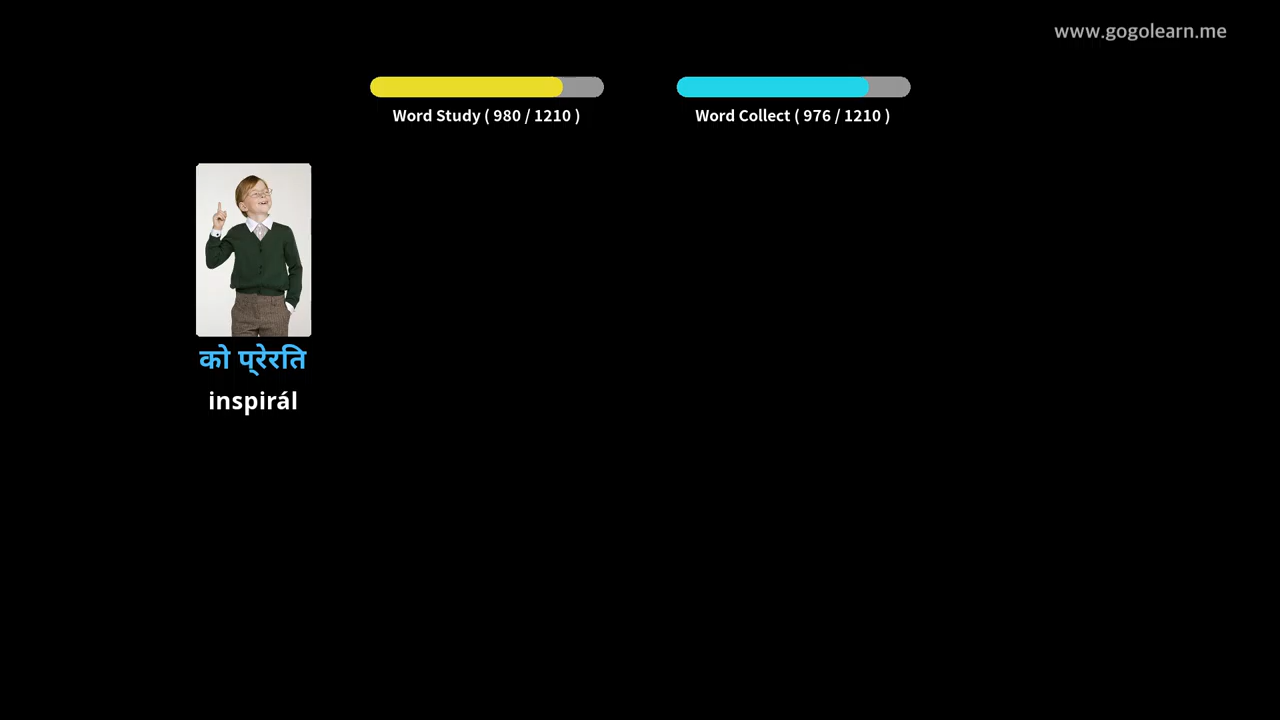 www.gogolearn.me
Word Study ( 980 / 1210 )
Word Collect ( 976 / 1210 )
को प्रेरति
inspirál